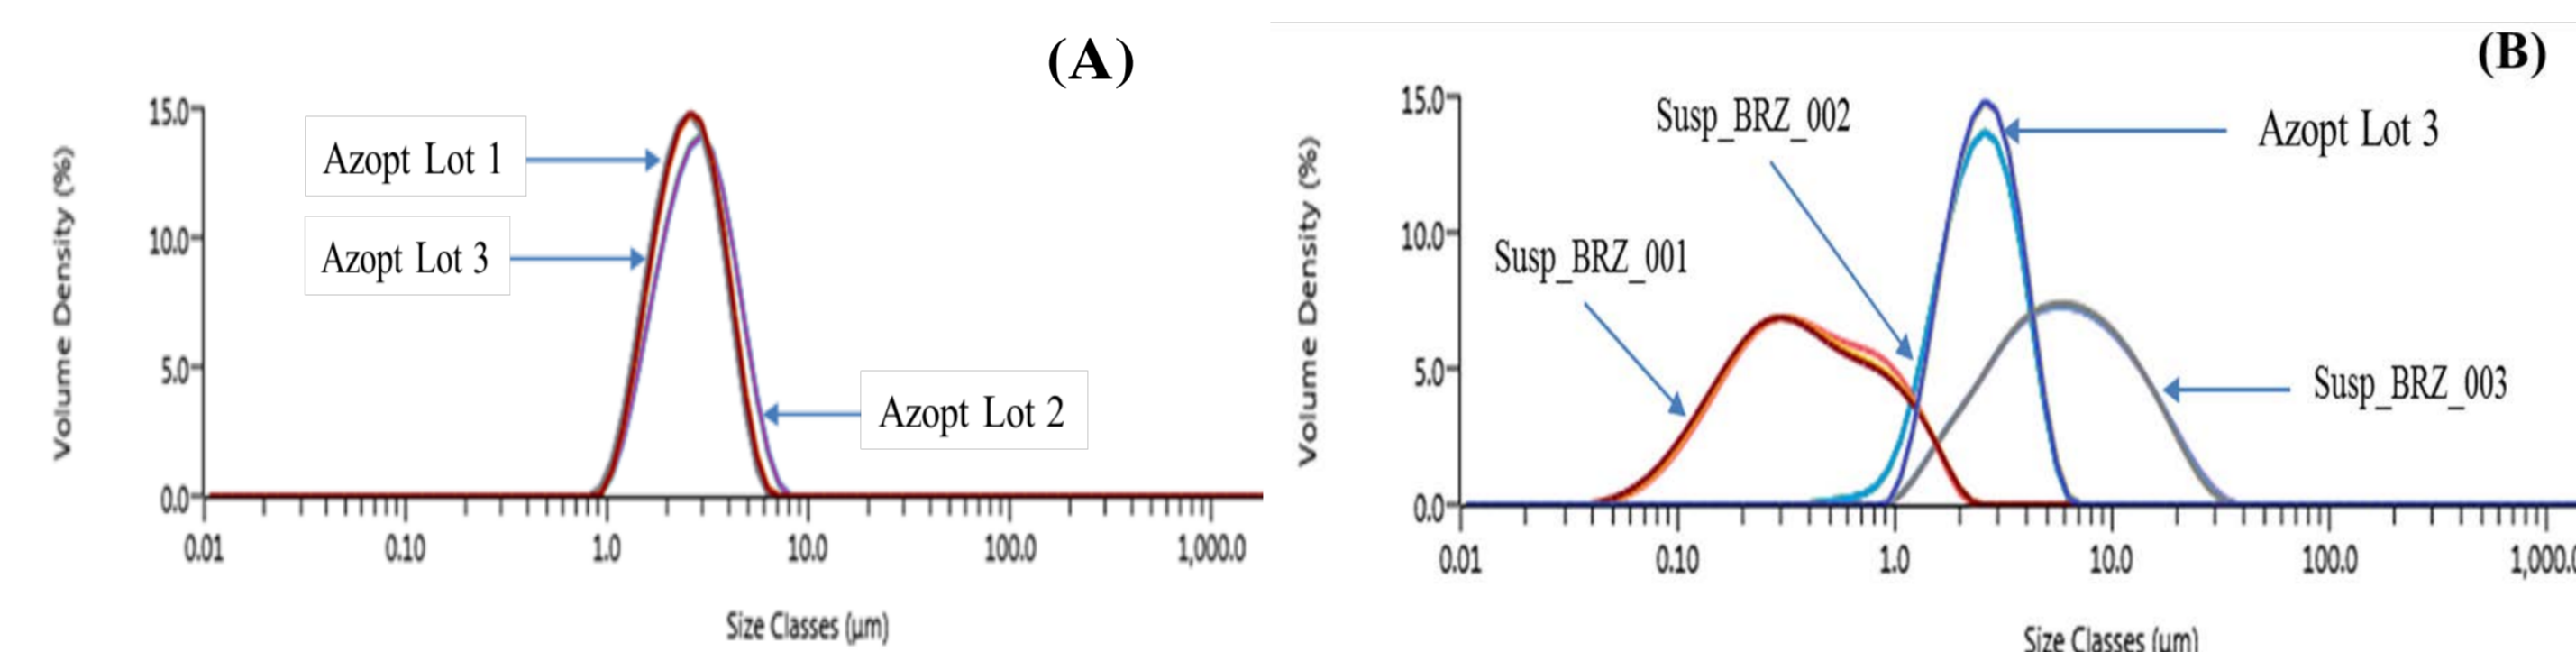 (A)
15.0
10.0
5.0
0.0
Volume Density (%)
Azopt Lot 1
Azopt Lot 3
Azopt Lot 2
0.01 0.10 1.0 10.0 100.0 1,000.0
Size Classes (µm)
(B)
15.0
10.0
5.0
0.0
Volume Density (%)
Susp_BRZ_002
Azopt Lot 3
Susp_BRZ_001
Susp_BRZ_003
0.01 0.10 1.0 10.0 100.0 1,000.0
Size Classes (µm)